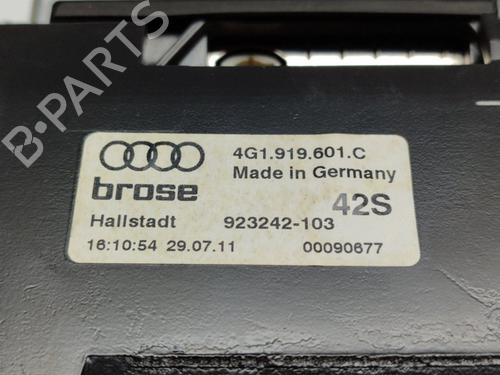 B-PARTS
4G1.919.601.C
Made in Germany
brose
42S
Hallstadt 923242-103
16:10:54 29.07.11 00090677